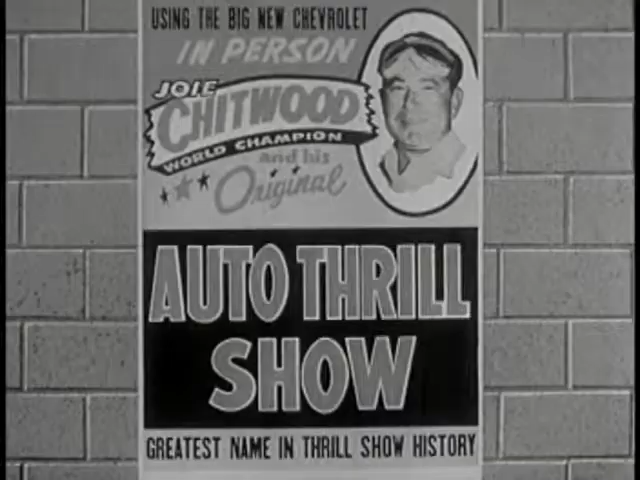 USING THE BIG NEW CHEVROLET
IN PERSON
JOIE
CHITWOOD
WORLD CHAMPION
and his
Original
AUTO THRILL
SHOW
GREATEST NAME IN THRILL SHOW HISTORY